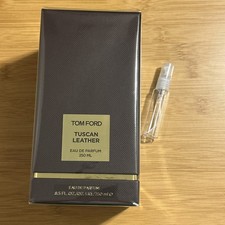 TOM FORD
TUSCAN
LEATHER
EAU DE PARFUM
250 ML
EAU DE PARFUM